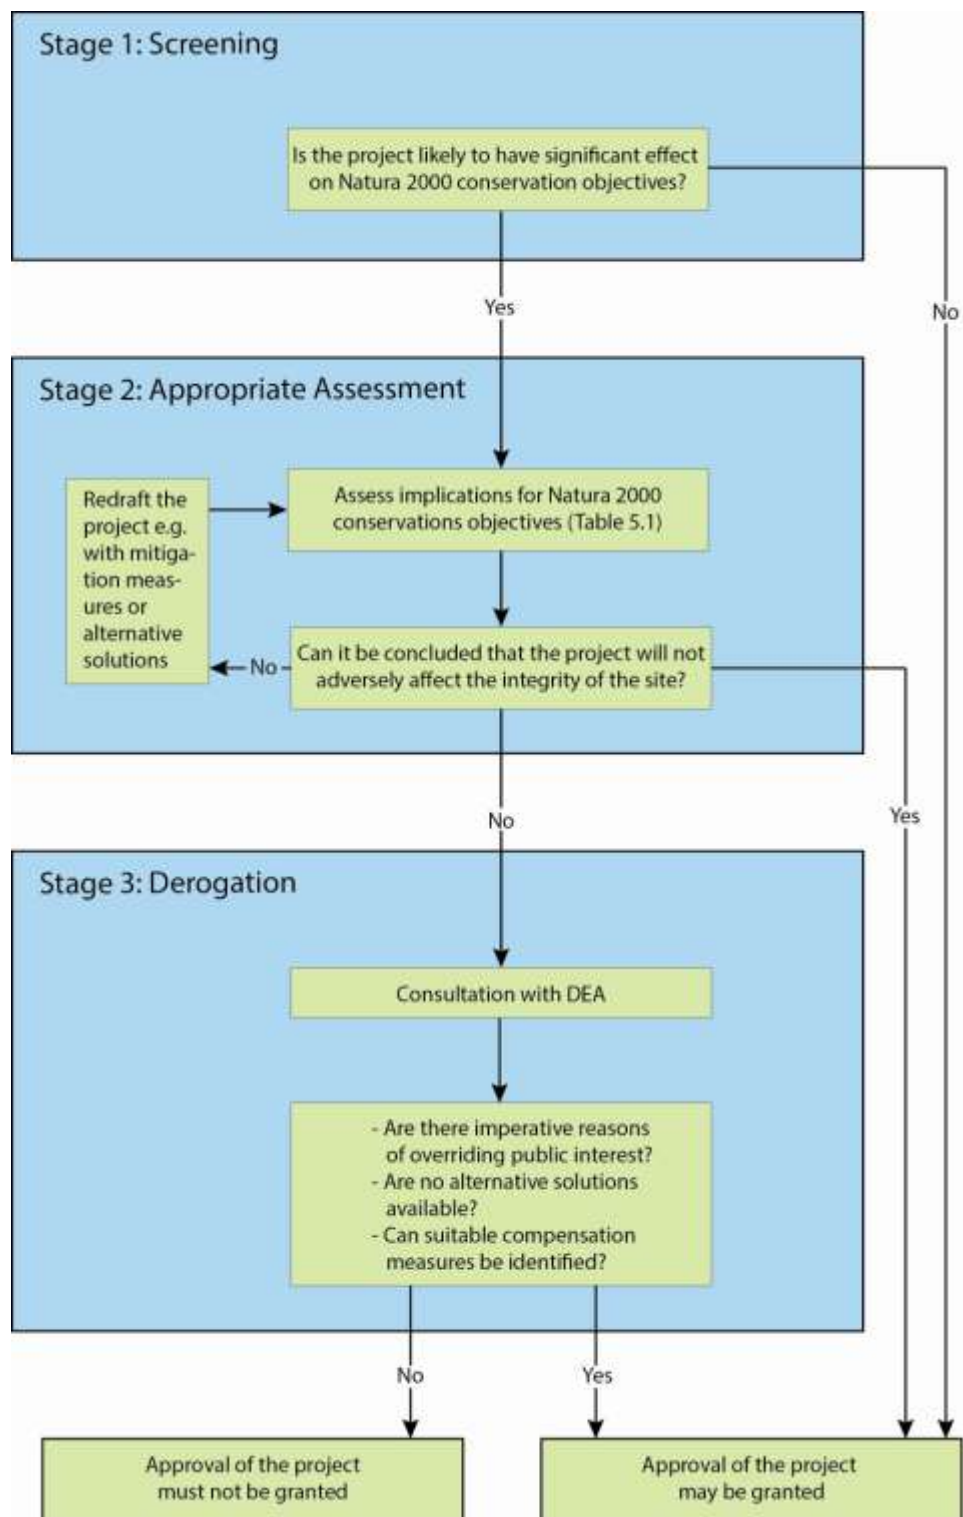 Stage 1: Screening
Is the project likely to have significant effect
on Natura 2000 conservation objectives?
Yes
No
Stage 2: Appropriate Assessment
Redraft the
project e.g.
with mitiga-
tion meas-
ures or
alternative
solutions
Assess implications for Natura 2000
conservations objectives (Table 5.1)
No
Can it be concluded that the project will not
adversely affect the integrity of the site?
No
Yes
Stage 3: Derogation
Consultation with DEA
- Are there imperative reasons
of overriding public interest?
- Are no alternative solutions
available?
- Can suitable compensation
measures be identified?
No
Yes
Approval of the project
must not be granted
Approval of the project
may be granted